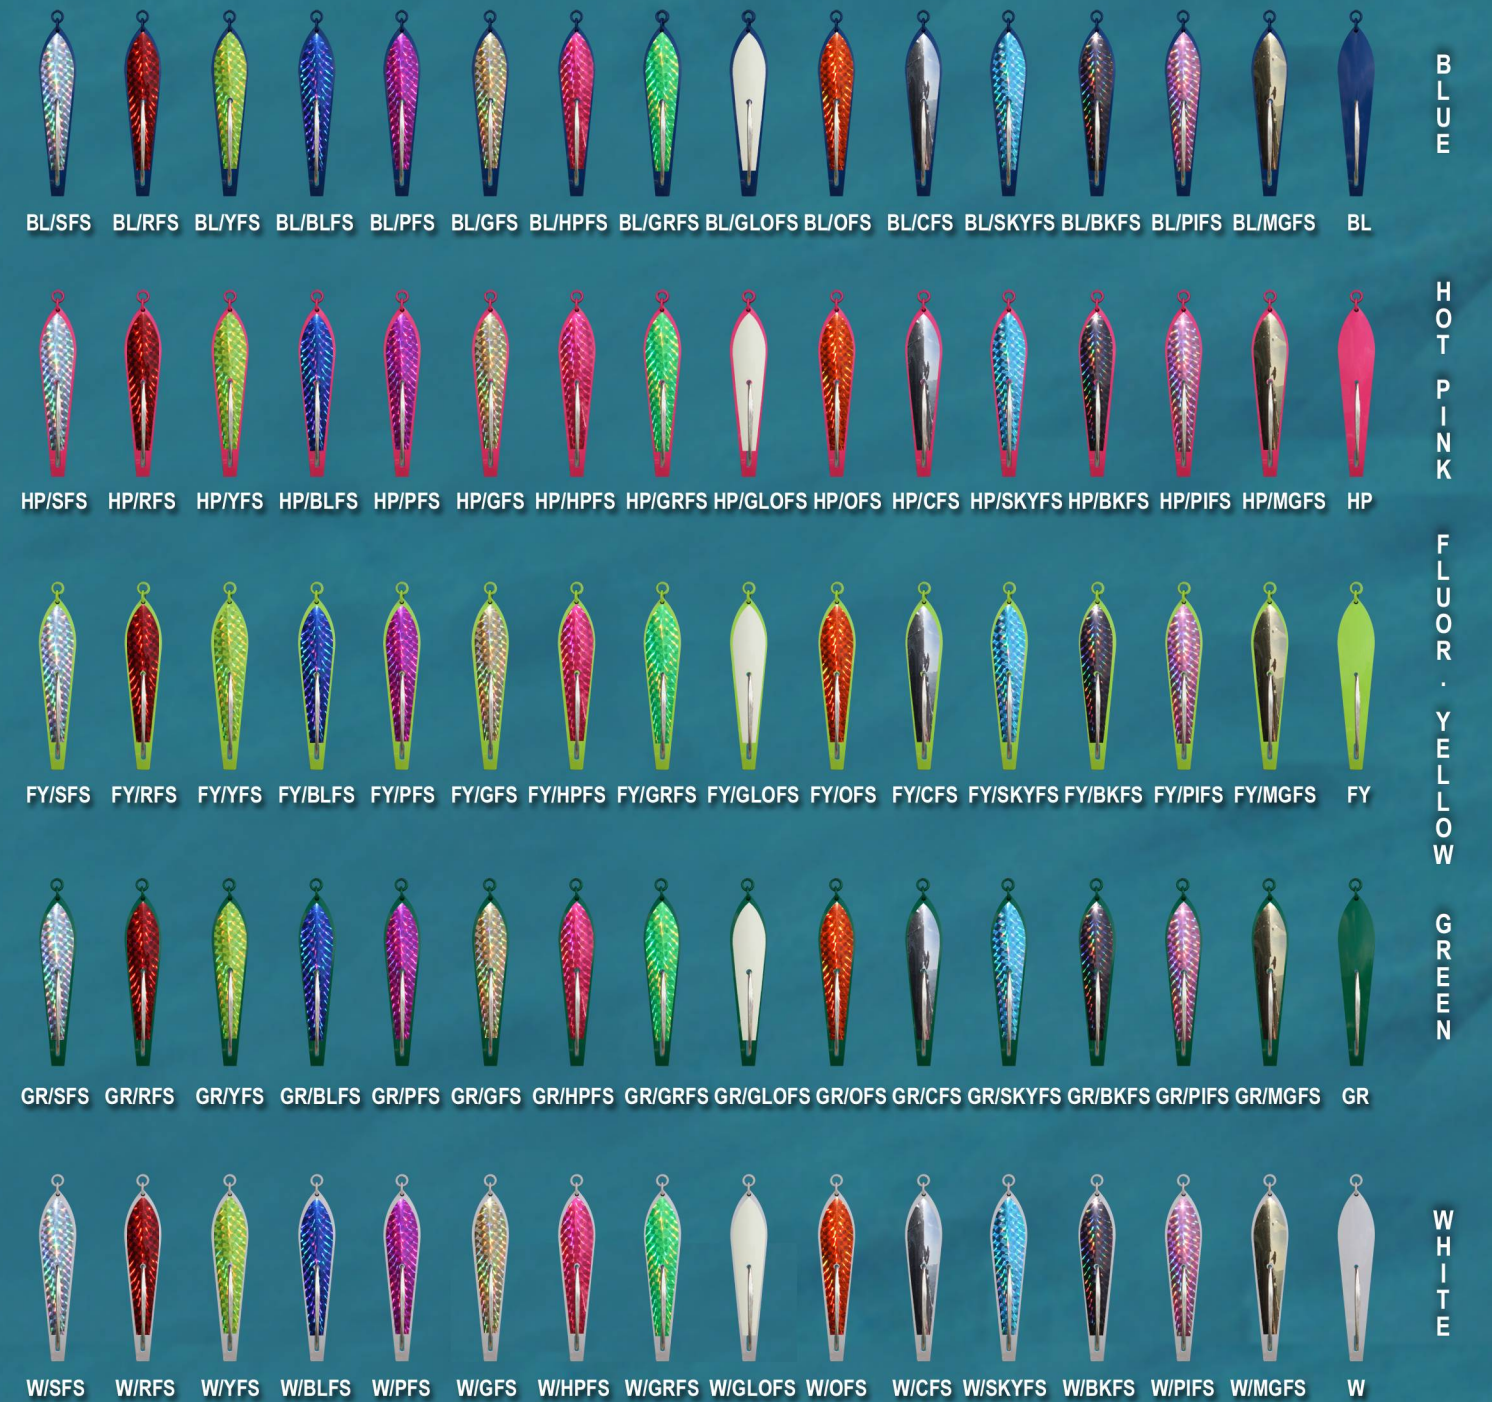 BLUE
BL/SFS BL/RFS BL/YFS BL/BLFS BL/PFS BL/GFS BL/HPFS BL/GRFS BL/GLOFS BL/OFS BL/CFS BL/SKYFS BL/BKFS BL/PIFS BL/MGFS BL
HOT PINK
HP/SFS HP/RFS HP/YFS HP/BLFS HP/PFS HP/GFS HP/HPFS HP/GRFS HP/GLOFS HP/OFS HP/CFS HP/SKYFS HP/BKFS HP/PIFS HP/MGFS HP
FLUOR. YELLOW
FY/SFS FY/RFS FY/YFS FY/BLFS FY/PFS FY/GFS FY/HPFS FY/GRFS FY/GLOFS FY/OFS FY/CFS FY/SKYFS FY/BKFS FY/PIFS FY/MGFS FY
GREEN
GR/SFS GR/RFS GR/YFS GR/BLFS GR/PFS GR/GFS GR/HPFS GR/GRFS GR/GLOFS GR/OFS GR/CFS GR/SKYFS GR/BKFS GR/PIFS GR/MGFS GR
WHITE
W/SFS W/RFS W/YFS W/BLFS W/PFS W/GFS W/HPFS W/GRFS W/GLOFS W/OFS W/CFS W/SKYFS W/BKFS W/PIFS W/MGFS W